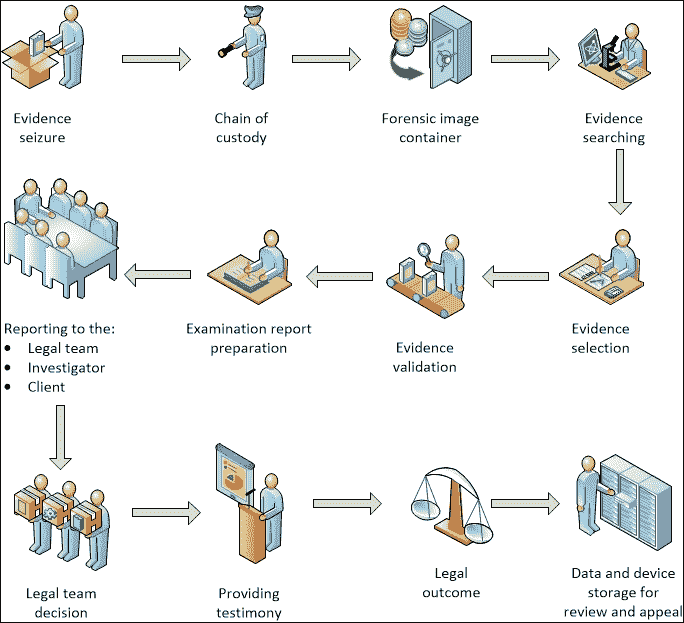 Evidence
seizure
Chain of
custody
Forensic image
container
Evidence
searching
Evidence
selection
Evidence
validation
Examination report
preparation
Reporting to the:
• Legal team
• Investigator
• Client
Legal team
decision
Providing
testimony
Legal
outcome
Data and device
storage for
review and appeal